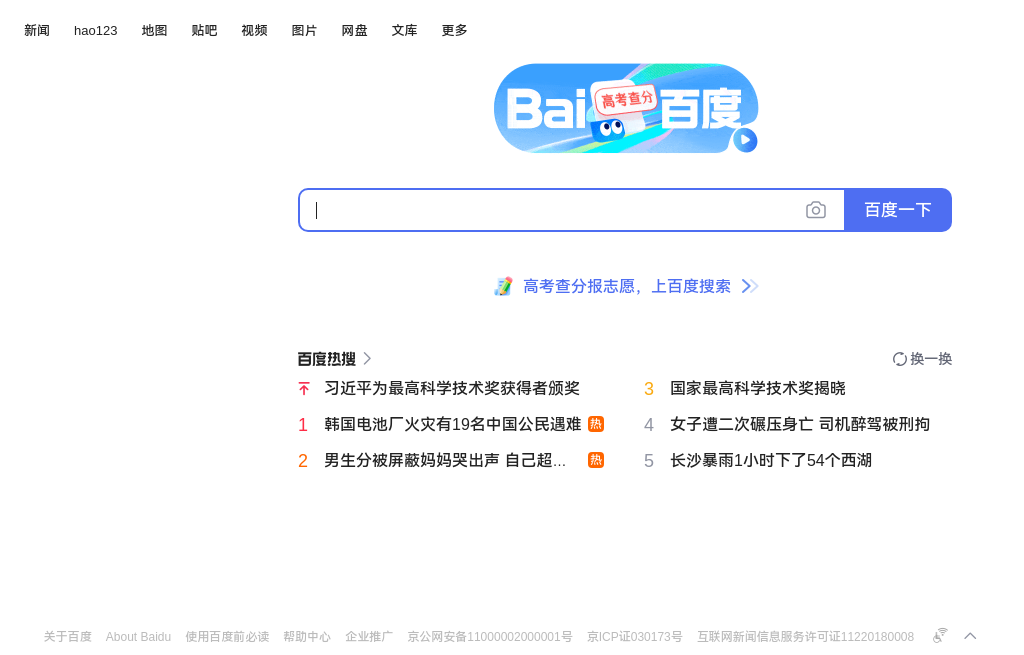 新闻 hao123 地图 贴吧 视频 图片 网盘 文库 更多
Bai 高考查分 百度
百度一下
高考查分报志愿，上百度搜索
百度热搜 换一换
习近平为最高科学技术奖获得者颁奖
1 韩国电池厂火灾有19名中国公民遇难 热
2 男生分被屏蔽妈妈哭出声 自己超... 热
3 国家最高科学技术奖揭晓
4 女子遭二次碾压身亡 司机醉驾被刑拘
5 长沙暴雨1小时下了54个西湖
关于百度 About Baidu 使用百度前必读 帮助中心 企业推广 京公网安备11000002000001号 京ICP证030173号 互联网新闻信息服务许可证11220180008